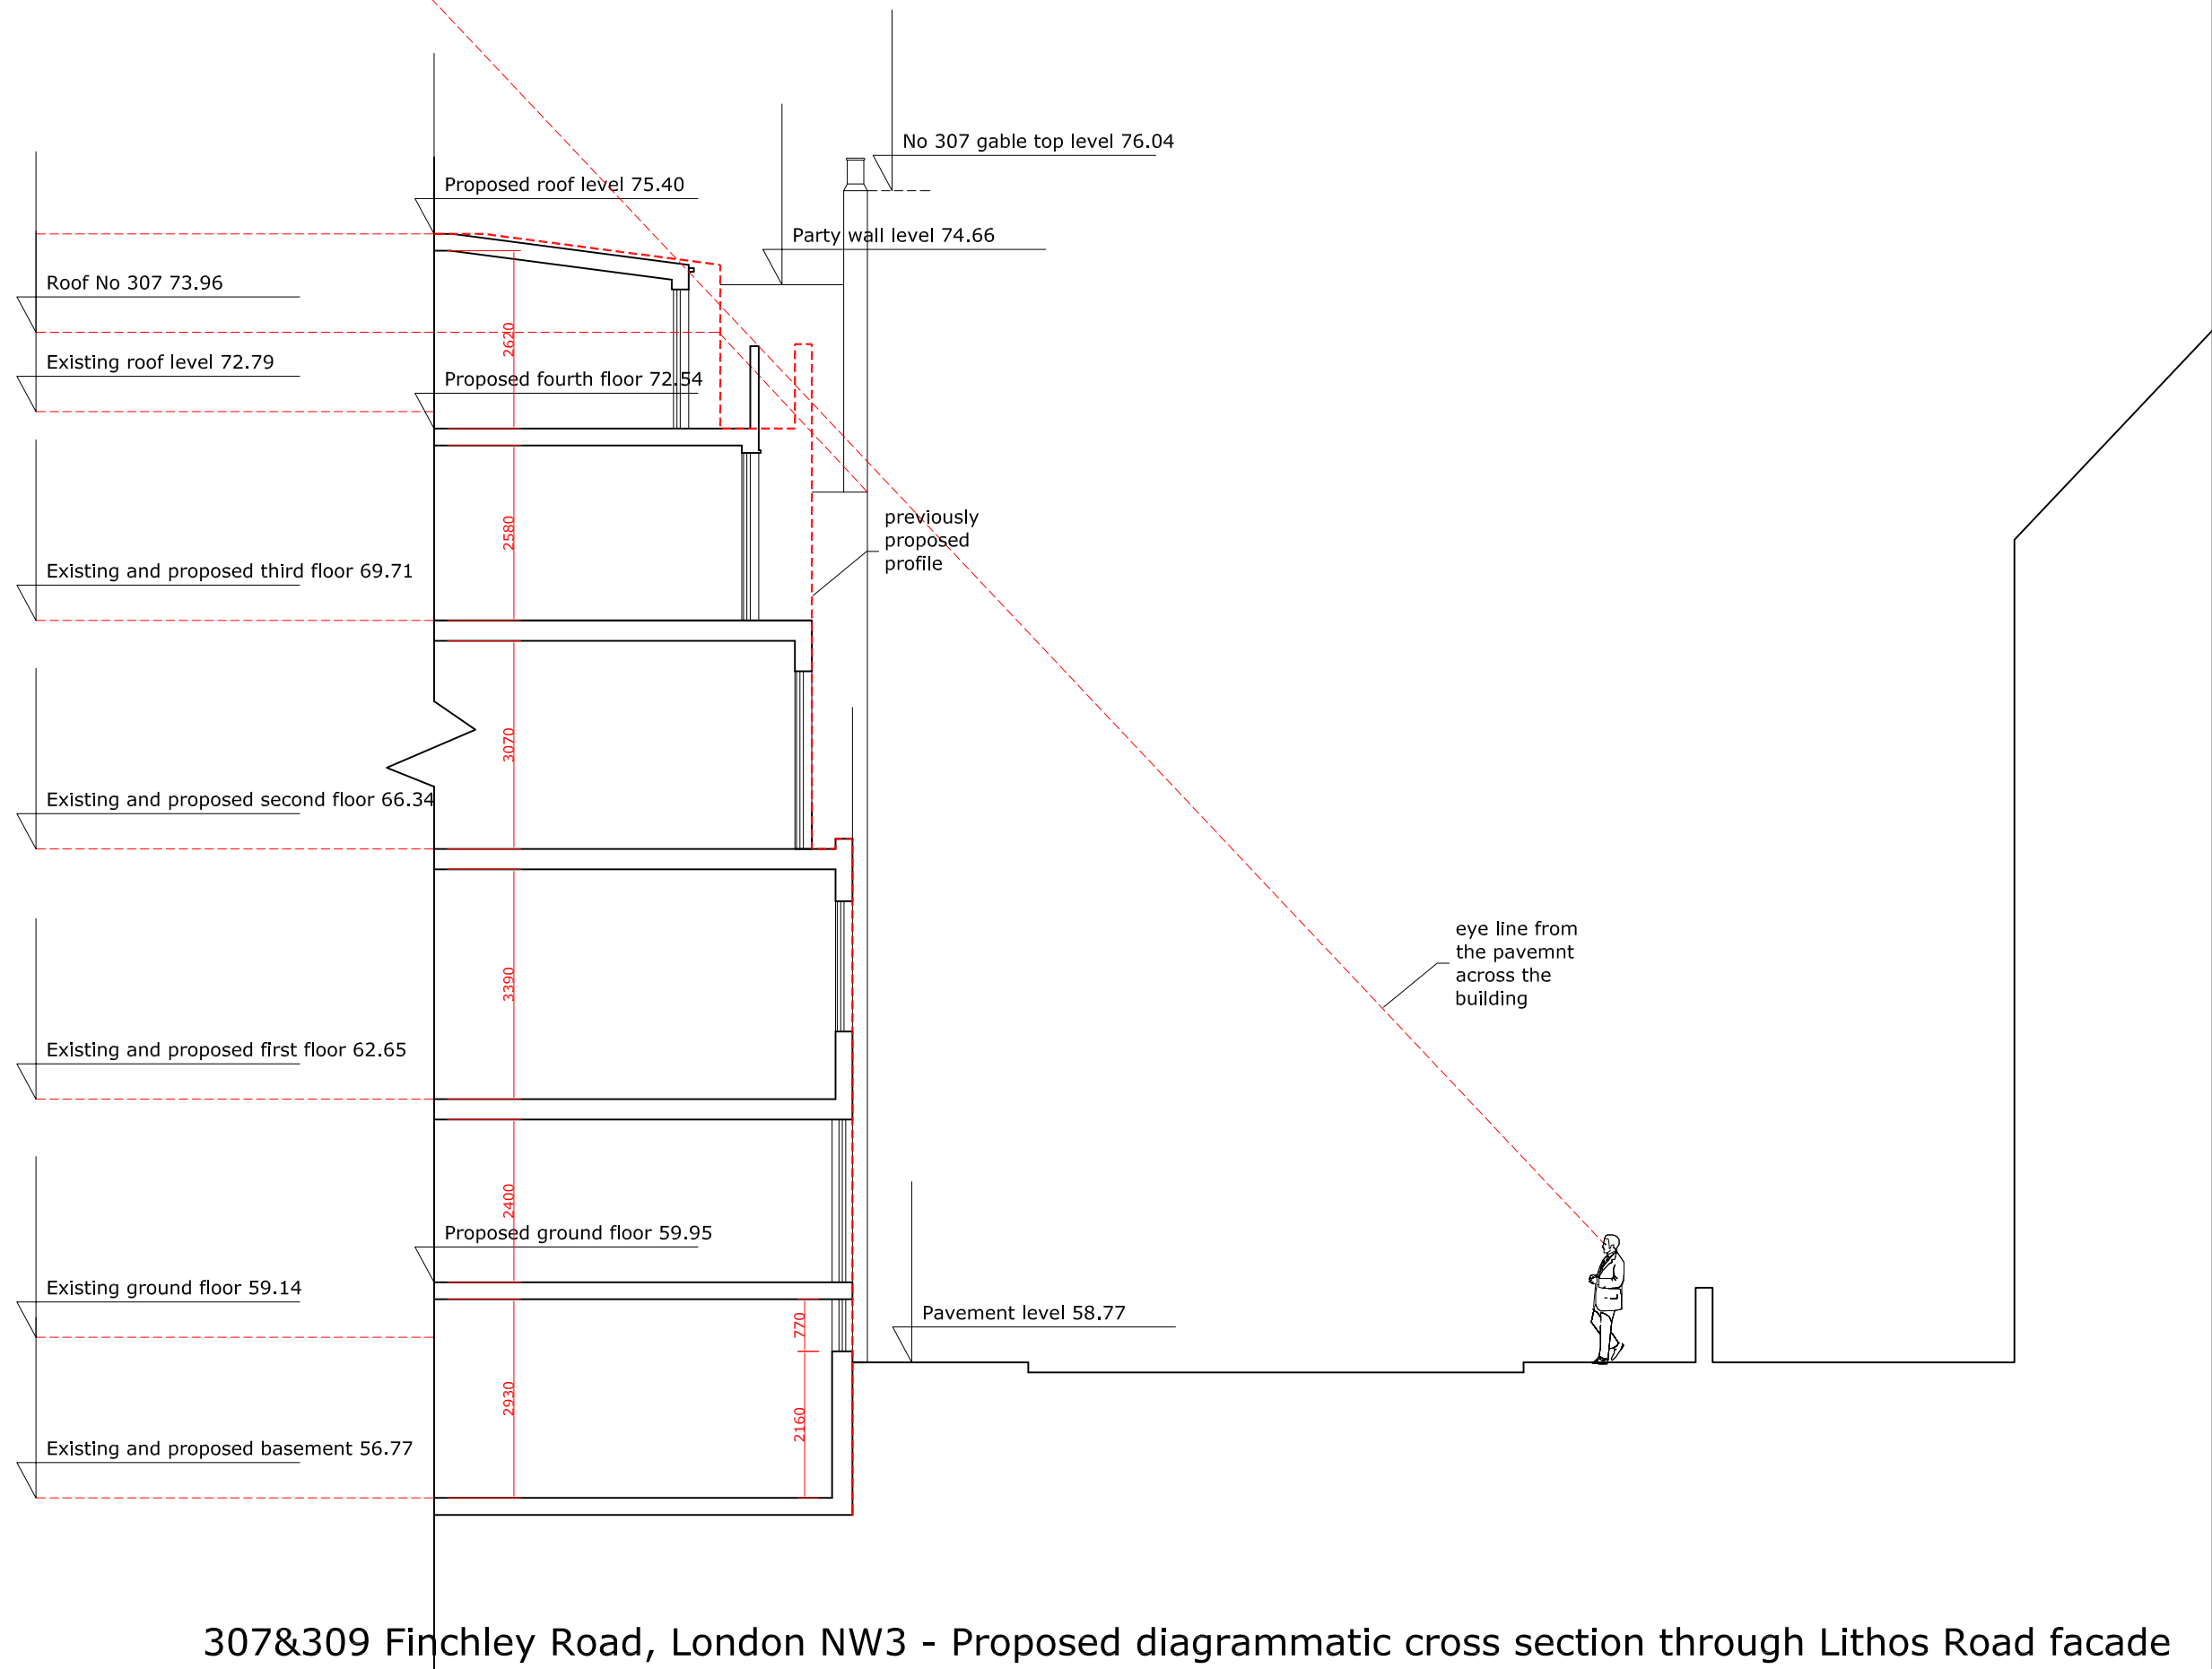 No 307 gable top level 76.04
Proposed roof level 75.40
Party wall level 74.66
Roof No 307 73.96
2620
Existing roof level 72.79
Proposed fourth floor 72.54
previously
proposed
profile
2580
Existing and proposed third floor 69.71
3070
Existing and proposed second floor 66.34
eye line from
the pavemnt
across the
building
3390
Existing and proposed first floor 62.65
2400
Proposed ground floor 59.95
Existing ground floor 59.14
Pavement level 58.77
770
2930
2160
Existing and proposed basement 56.77
307&309 Finchley Road, London NW3 - Proposed diagrammatic cross section through Lithos Road facade